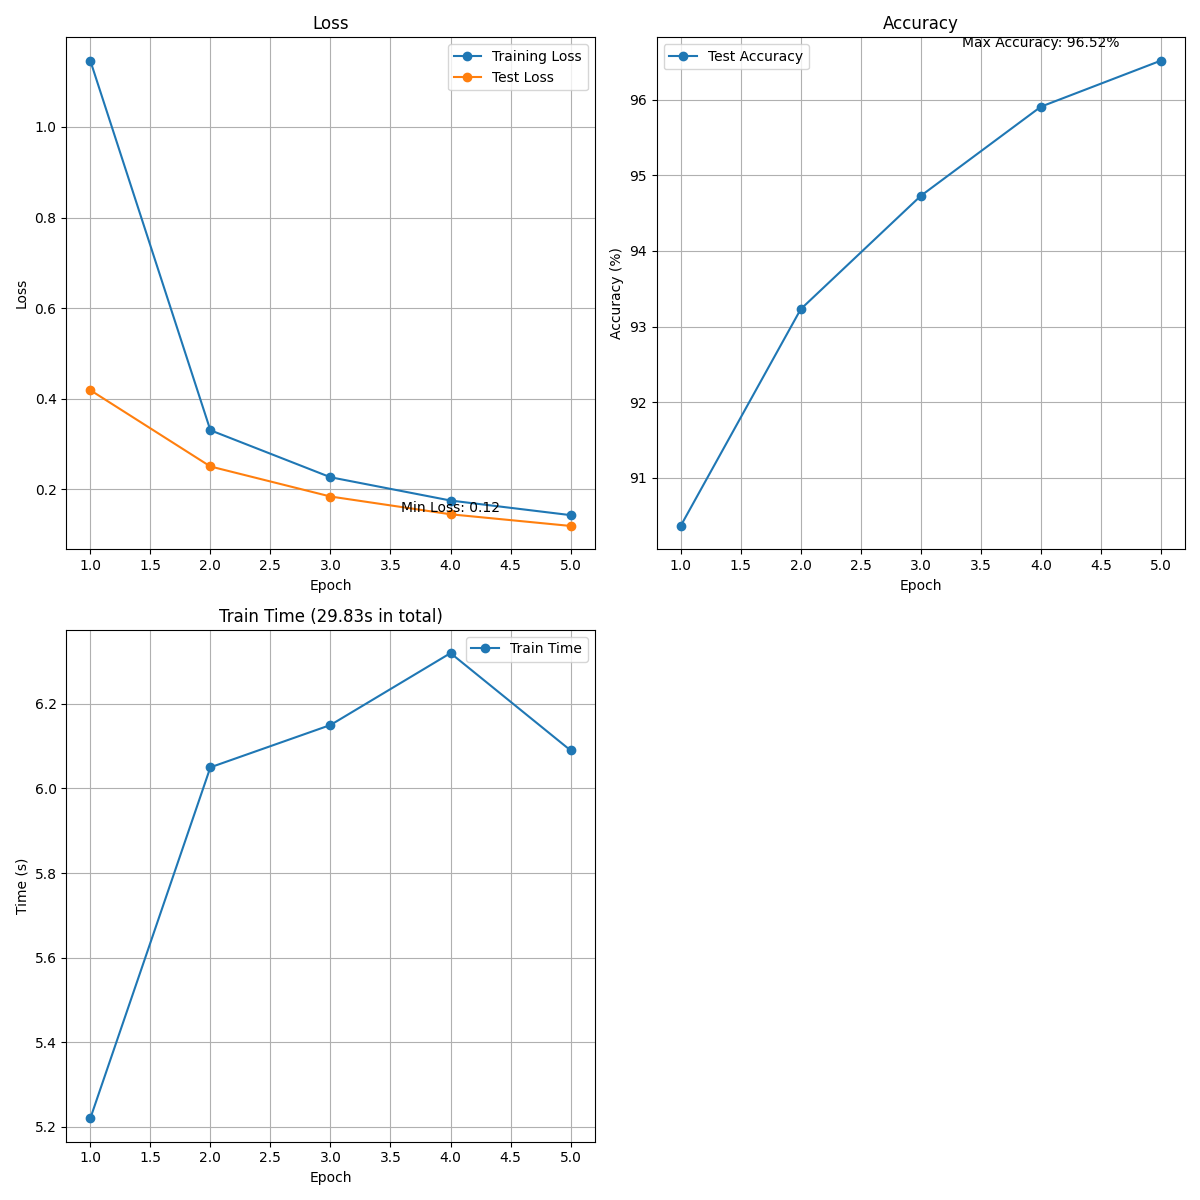 Loss
Training Loss
Test Loss
1.0
0.8
0.6
0.4
0.2
Loss
Min Loss: 0.12
1.0 1.5 2.0 2.5 3.0 3.5 4.0 4.5 5.0
Epoch
Accuracy
Max Accuracy: 96.52%
Test Accuracy
96
95
94
93
92
91
Accuracy (%)
1.0 1.5 2.0 2.5 3.0 3.5 4.0 4.5 5.0
Epoch
Train Time (29.83s in total)
Train Time
6.2
6.0
5.8
5.6
5.4
5.2
Time (s)
1.0 1.5 2.0 2.5 3.0 3.5 4.0 4.5 5.0
Epoch